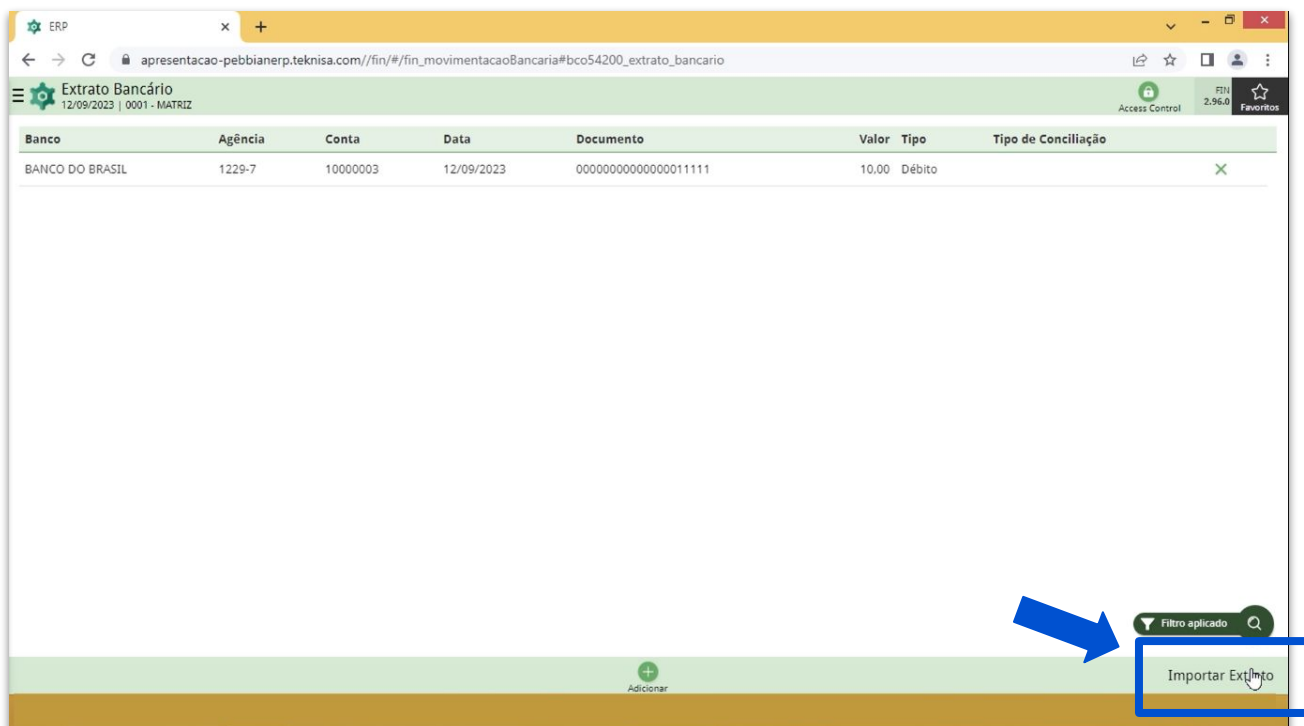 ERP
apresentacao-pebbianerp.teknisa.com//fin/#/fin_movimentacaoBancaria#bco54200_extrato_bancario
Extrato Bancário
12/09/2023 | 0001 - MATRIZ
Access Control
FIN
2.96.0
Favoritos
Banco Agência Conta Data Documento Valor Tipo Tipo de Conciliação
BANCO DO BRASIL 1229-7 10000003 12/09/2023 00000000000000011111 10,00 Débito
Filtro aplicado
Adicionar
Importar Extrato